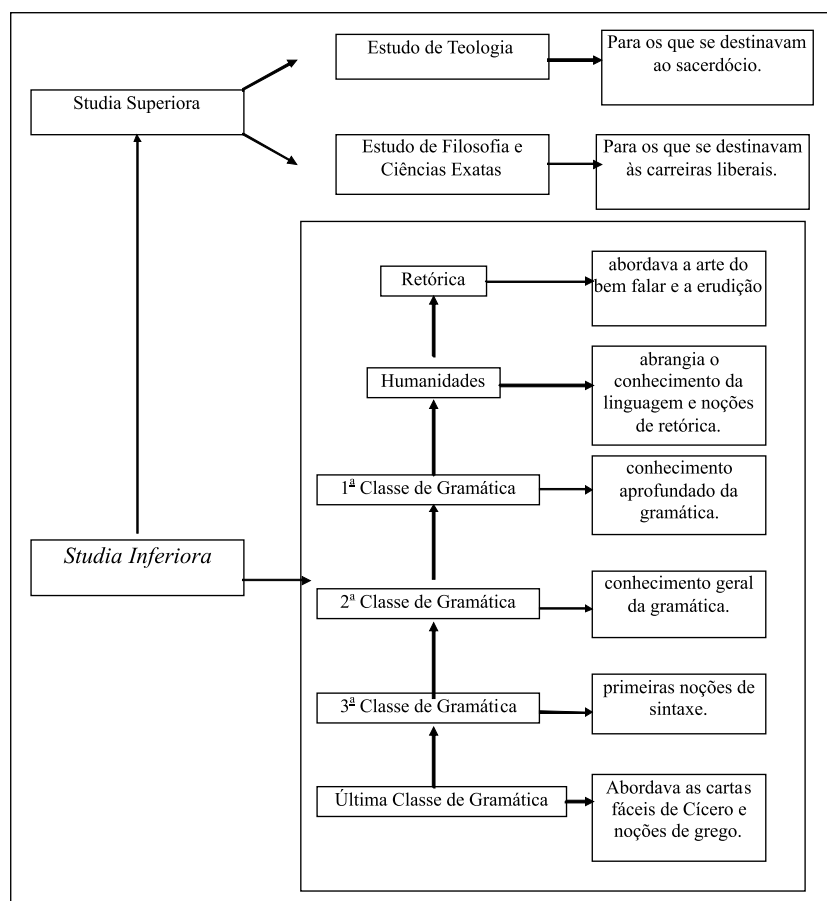 Estudo de Teologia
Para os que se destinavam
ao sacerdócio.
Studia Superiora
Estudo de Filosofia e
Ciências Exatas
Para os que se destinavam
às carreiras liberais.
Retórica
abordava a arte do
bem falar e a erudição
Humanidades
abrangia o
conhecimento da
linguagem e noções
de retórica.
1ª Classe de Gramática
conhecimento
aprofundado da
gramática.
Studia Inferiora
2ª Classe de Gramática
conhecimento geral
da gramática.
3ª Classe de Gramática
primeiras noções de
sintaxe.
Última Classe de Gramática
Abordava as cartas
fáceis de Cícero e
noções de grego.